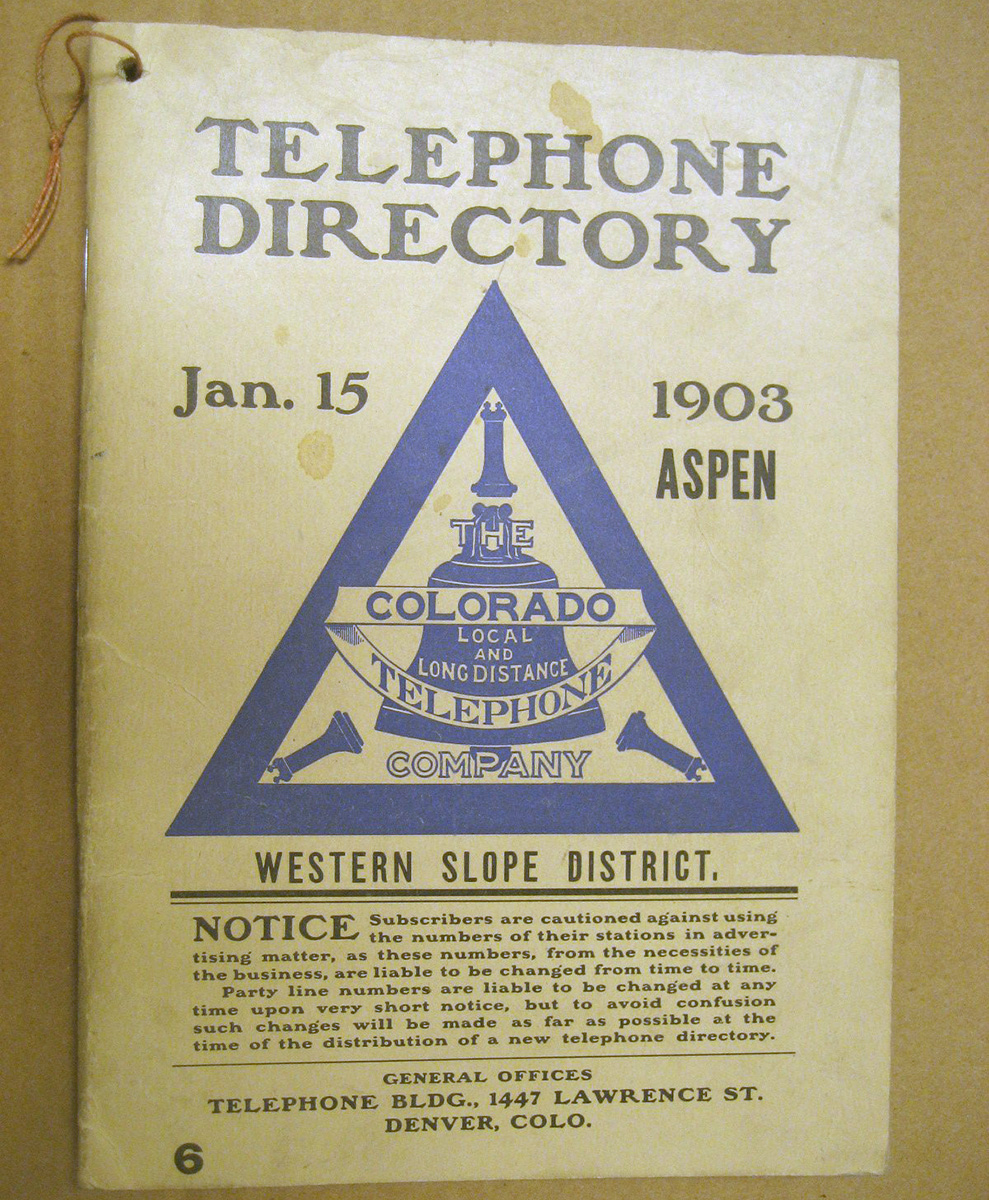 TELEPHONE
DIRECTORY
Jan. 15
1903
ASPEN
THE
COLORADO
LOCAL
AND
LONG DISTANCE
TELEPHONE
COMPANY
WESTERN SLOPE DISTRICT.
NOTICE Subscribers are cautioned against using
the numbers of their stations in adver-
tising matter, as these numbers, from the necessities of
the business, are liable to be changed from time to time.
Party line numbers are liable to be changed at any
time upon very short notice, but to avoid confusion
such changes will be made as far as possible at the
time of the distribution of a new telephone directory.
GENERAL OFFICES
TELEPHONE BLDG., 1447 LAWRENCE ST.
DENVER, COLO.
6